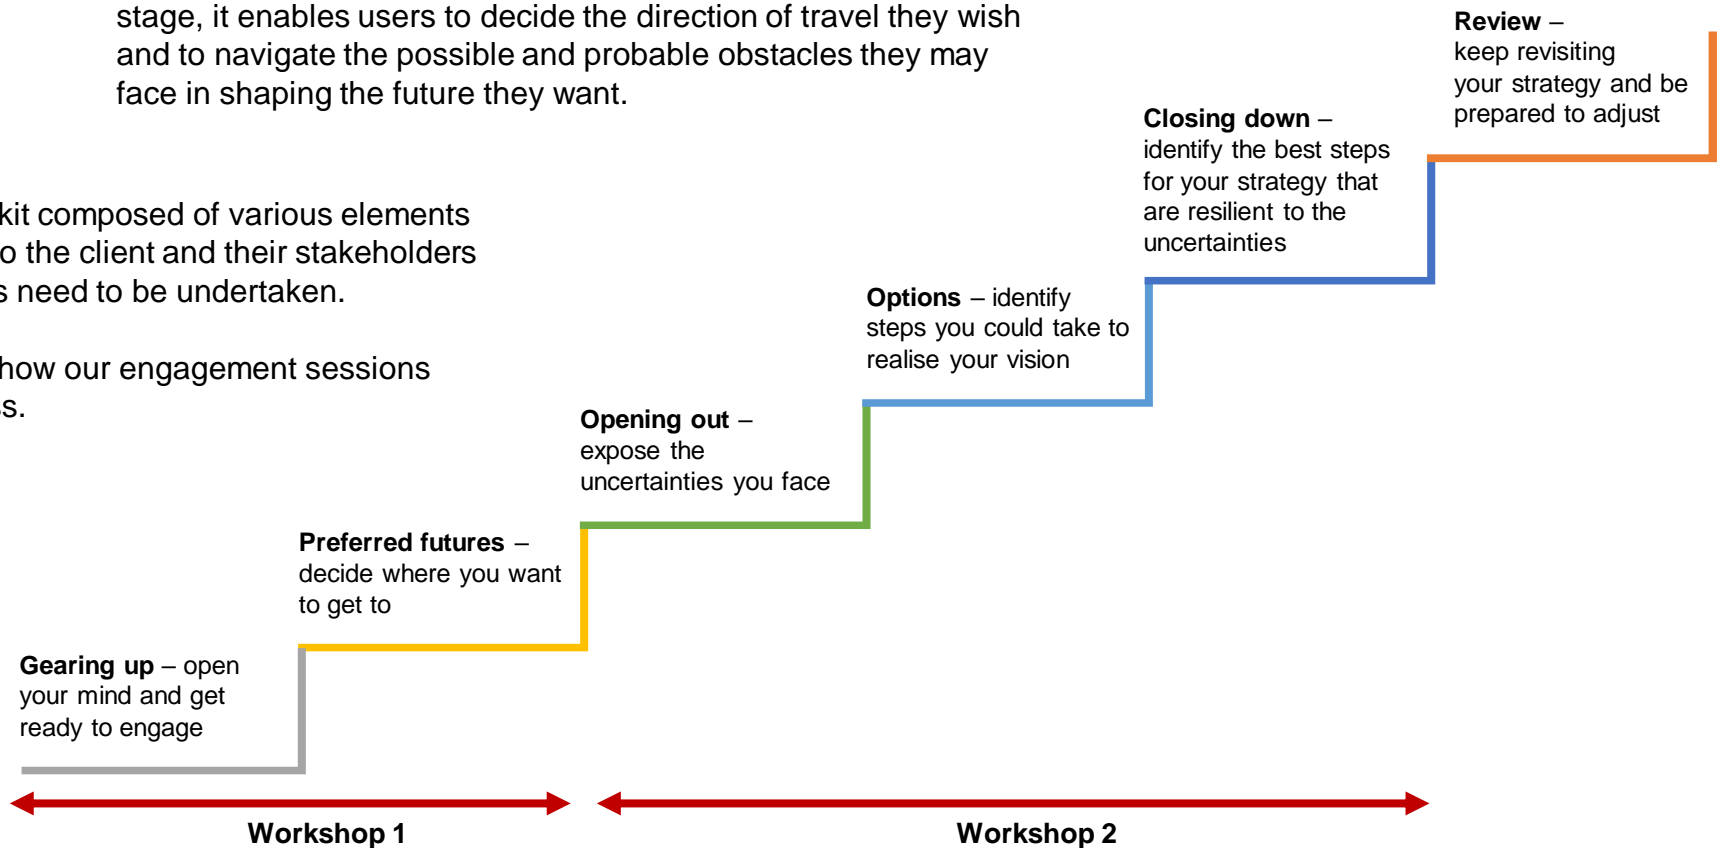 stage, it enables users to decide the direction of travel they wish
and to navigate the possible and probable obstacles they may
face in shaping the future they want.
kit composed of various elements
o the client and their stakeholders
s need to be undertaken.
how our engagement sessions
s.
Gearing up – open
your mind and get
ready to engage
Preferred futures –
decide where you want
to get to
Opening out –
expose the
uncertainties you face
Options – identify
steps you could take to
realise your vision
Closing down –
identify the best steps
for your strategy that
are resilient to the
uncertainties
Review –
keep revisiting
your strategy and be
prepared to adjust
Workshop 1
Workshop 2